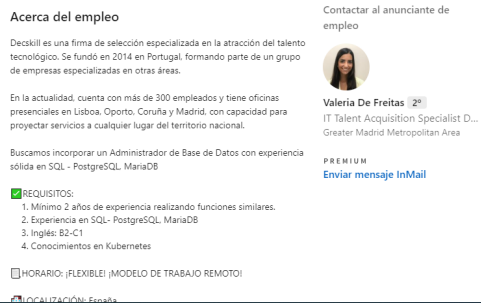 Acerca del empleo
Decskill es una firma de selección especializada en la atracción del talento
tecnológico. Se fundó en 2014 en Portugal, formando parte de un grupo
de empresas especializadas en otras áreas.
En la actualidad, cuenta con más de 300 empleados y tiene oficinas
presenciales en Lisboa, Oporto, Coruña y Madrid, con capacidad para
proyectar servicios a cualquier lugar del territorio nacional.
Buscamos incorporar un Administrador de Base de Datos con experiencia
sólida en SQL - PostgreSQL, MariaDB
✅REQUISITOS:
1. Mínimo 2 años de experiencia realizando funciones similares.
2. Experiencia en SQL- PostgreSQL, MariaDB
3. Inglés: B2-C1
4. Conocimientos en Kubernetes
HORARIO: ¡FLEXIBLE! ¡MODELO DE TRABAJO REMOTO!
LOCALIZACIÓN: España
Contactar al anunciante de
empleo
Valeria De Freitas 2º
IT Talent Acquisition Specialist D...
Greater Madrid Metropolitan Area
PREMIUM
Enviar mensaje InMail